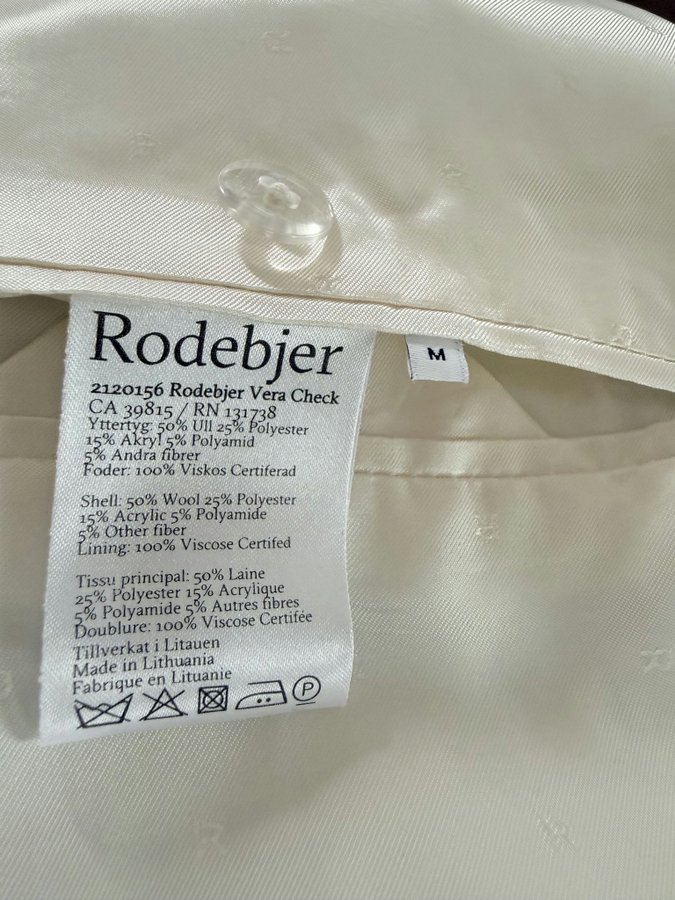 Rodebjer
M
2120156 Rodebjer Vera Check
CA 39815 / RN 131738
Yttertyg: 50% Ull 25% Polyester
15% Akryl 5% Polyamid
5% Andra fibrer
Foder: 100% Viskos Certiferad
Shell: 50% Wool 25% Polyester
15% Acrylic 5% Polyamide
5% Other fiber
Lining: 100% Viscose Certifed
Tissu principal: 50% Laine
25% Polyester 15% Acrylique
5% Polyamide 5% Autres fibres
Doublure: 100% Viscose Certifée
Tillverkat i Litauen
Made in Lithuania
Fabrique en Lituanie
P